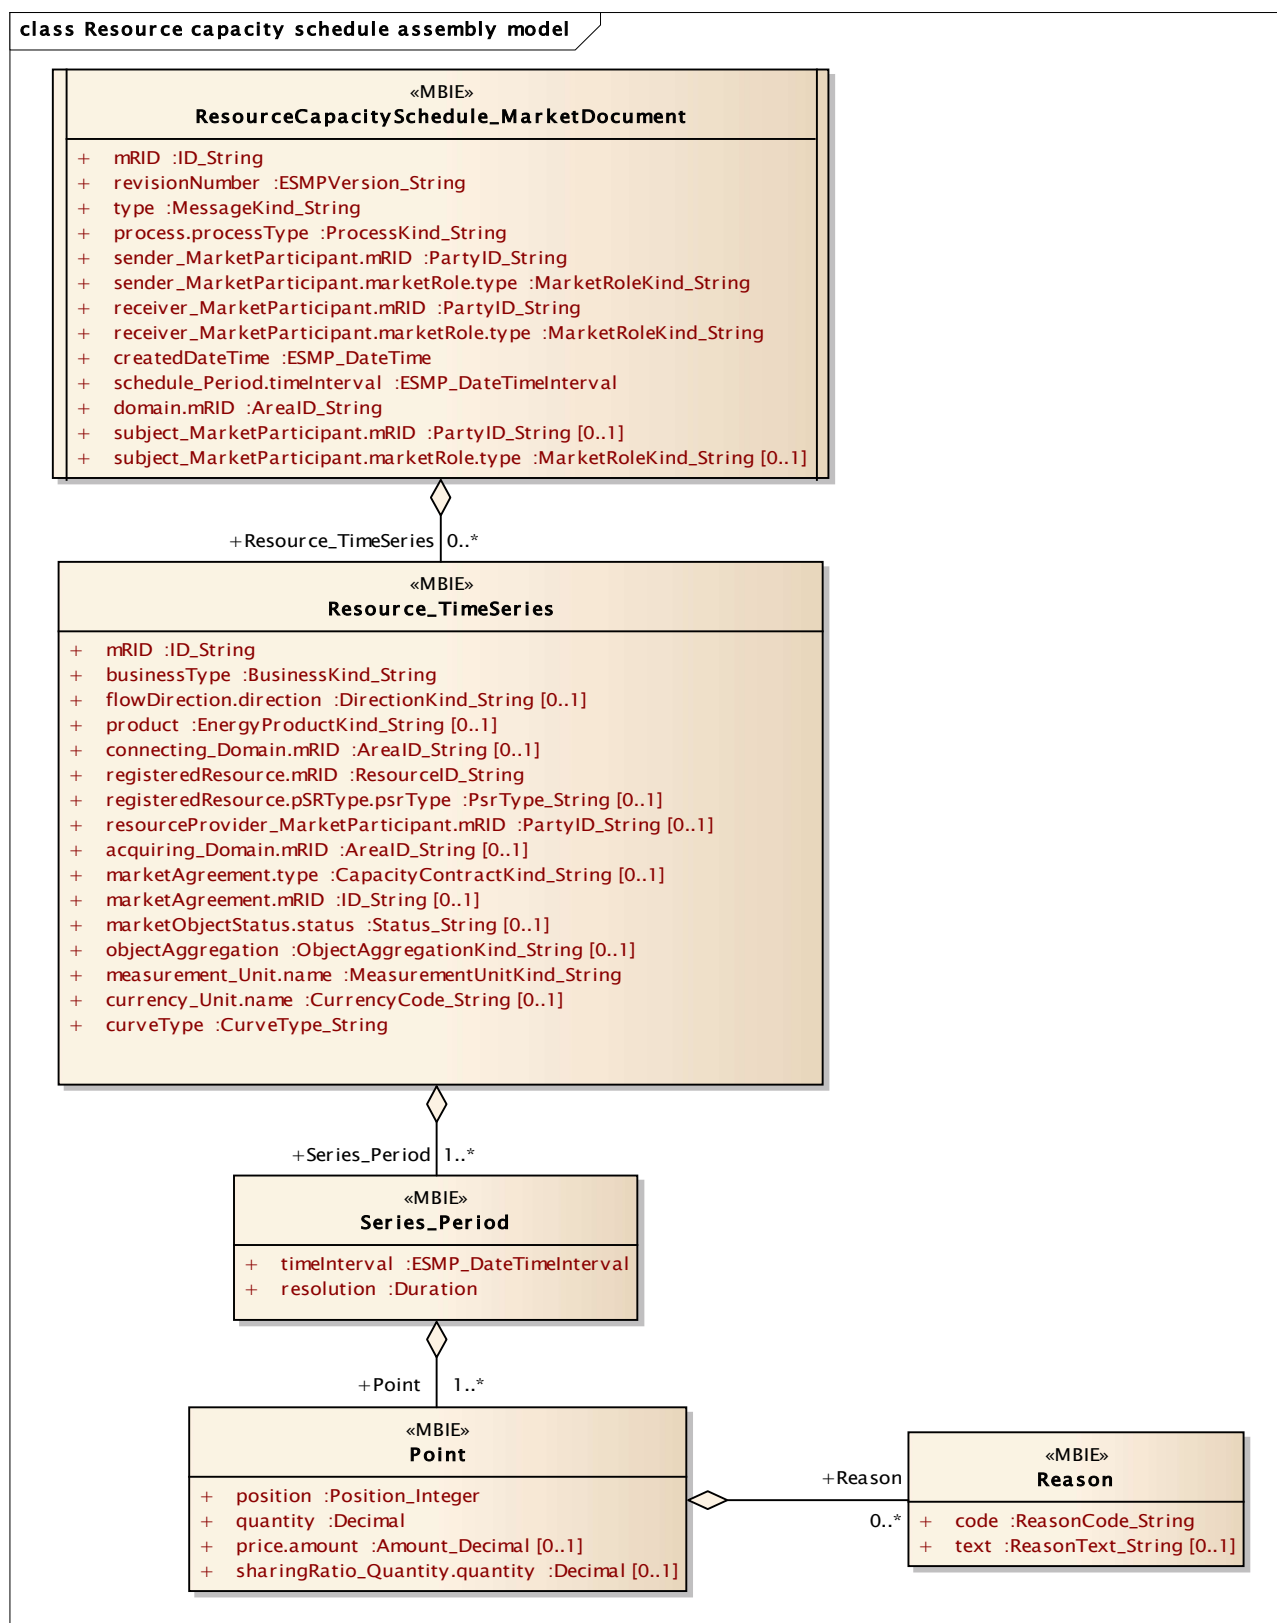 class Resource capacity schedule assembly model
«MBIE»
ResourceCapacitySchedule_MarketDocument
+ mRID :ID_String
+ revisionNumber :ESMPVersion_String
+ type :MessageKind_String
+ process.processType :ProcessKind_String
+ sender_MarketParticipant.mRID :PartyID_String
+ sender_MarketParticipant.marketRole.type :MarketRoleKind_String
+ receiver_MarketParticipant.mRID :PartyID_String
+ receiver_MarketParticipant.marketRole.type :MarketRoleKind_String
+ createdDateTime :ESMP_DateTime
+ schedule_Period.timeInterval :ESMP_DateTimeInterval
+ domain.mRID :AreaID_String
+ subject_MarketParticipant.mRID :PartyID_String [0..1]
+ subject_MarketParticipant.marketRole.type :MarketRoleKind_String [0..1]
+Resource_TimeSeries 0..*
«MBIE»
Resource_TimeSeries
+ mRID :ID_String
+ businessType :BusinessKind_String
+ flowDirection.direction :DirectionKind_String [0..1]
+ product :EnergyProductKind_String [0..1]
+ connecting_Domain.mRID :AreaID_String [0..1]
+ registeredResource.mRID :ResourceID_String
+ registeredResource.pSRType.psrType :PsrType_String [0..1]
+ resourceProvider_MarketParticipant.mRID :PartyID_String [0..1]
+ acquiring_Domain.mRID :AreaID_String [0..1]
+ marketAgreement.type :CapacityContractKind_String [0..1]
+ marketAgreement.mRID :ID_String [0..1]
+ marketObjectStatus.status :Status_String [0..1]
+ objectAggregation :ObjectAggregationKind_String [0..1]
+ measurement_Unit.name :MeasurementUnitKind_String
+ currency_Unit.name :CurrencyCode_String [0..1]
+ curveType :CurveType_String
+Series_Period 1..*
«MBIE»
Series_Period
+ timeInterval :ESMP_DateTimeInterval
+ resolution :Duration
+Point 1..*
«MBIE»
Point
+ position :Position_Integer
+ quantity :Decimal
+ price.amount :Amount_Decimal [0..1]
+ sharingRatio_Quantity.quantity :Decimal [0..1]
+Reason
0..*
«MBIE»
Reason
+ code :ReasonCode_String
+ text :ReasonText_String [0..1]